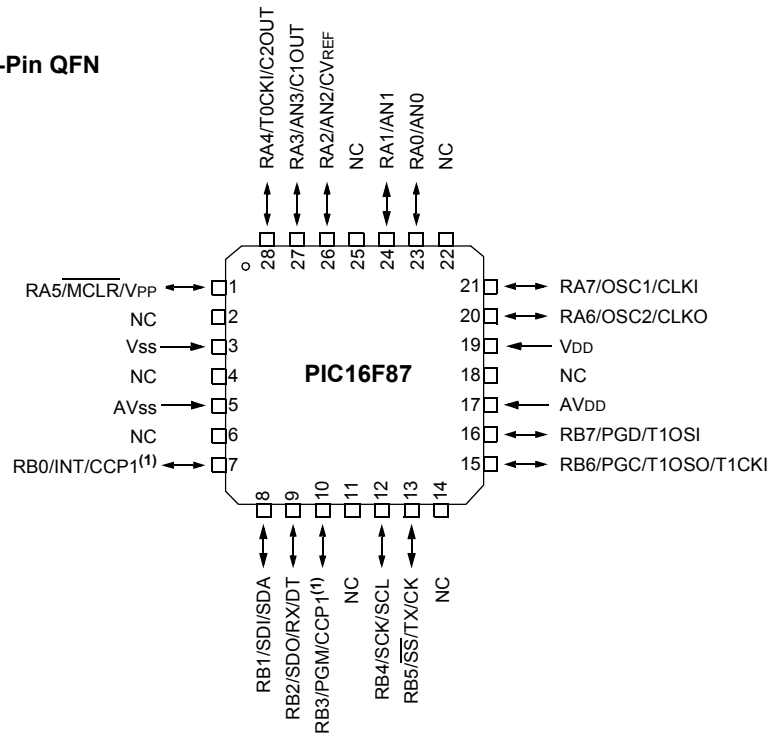 -Pin QFN
RA4/T0CKI/C2OUT
RA3/AN3/C1OUT
RA2/AN2/CVREF
NC
RA1/AN1
RA0/AN0
NC
28
27
26
25
24
23
22
RA5/MCLR/VPP
1
NC
2
Vss
3
NC
4
AVss
5
NC
6
RB0/INT/CCP1(1)
7
PIC16F87
21
RA7/OSC1/CLKI
20
RA6/OSC2/CLKO
19
VDD
18
NC
17
AVDD
16
RB7/PGD/T1OSI
15
RB6/PGC/T1OSO/T1CKI
8
9
10
11
12
13
14
RB1/SDI/SDA
RB2/SDO/RX/DT
RB3/PGM/CCP1(1)
NC
RB4/SCK/SCL
RB5/SS/TX/CK
NC